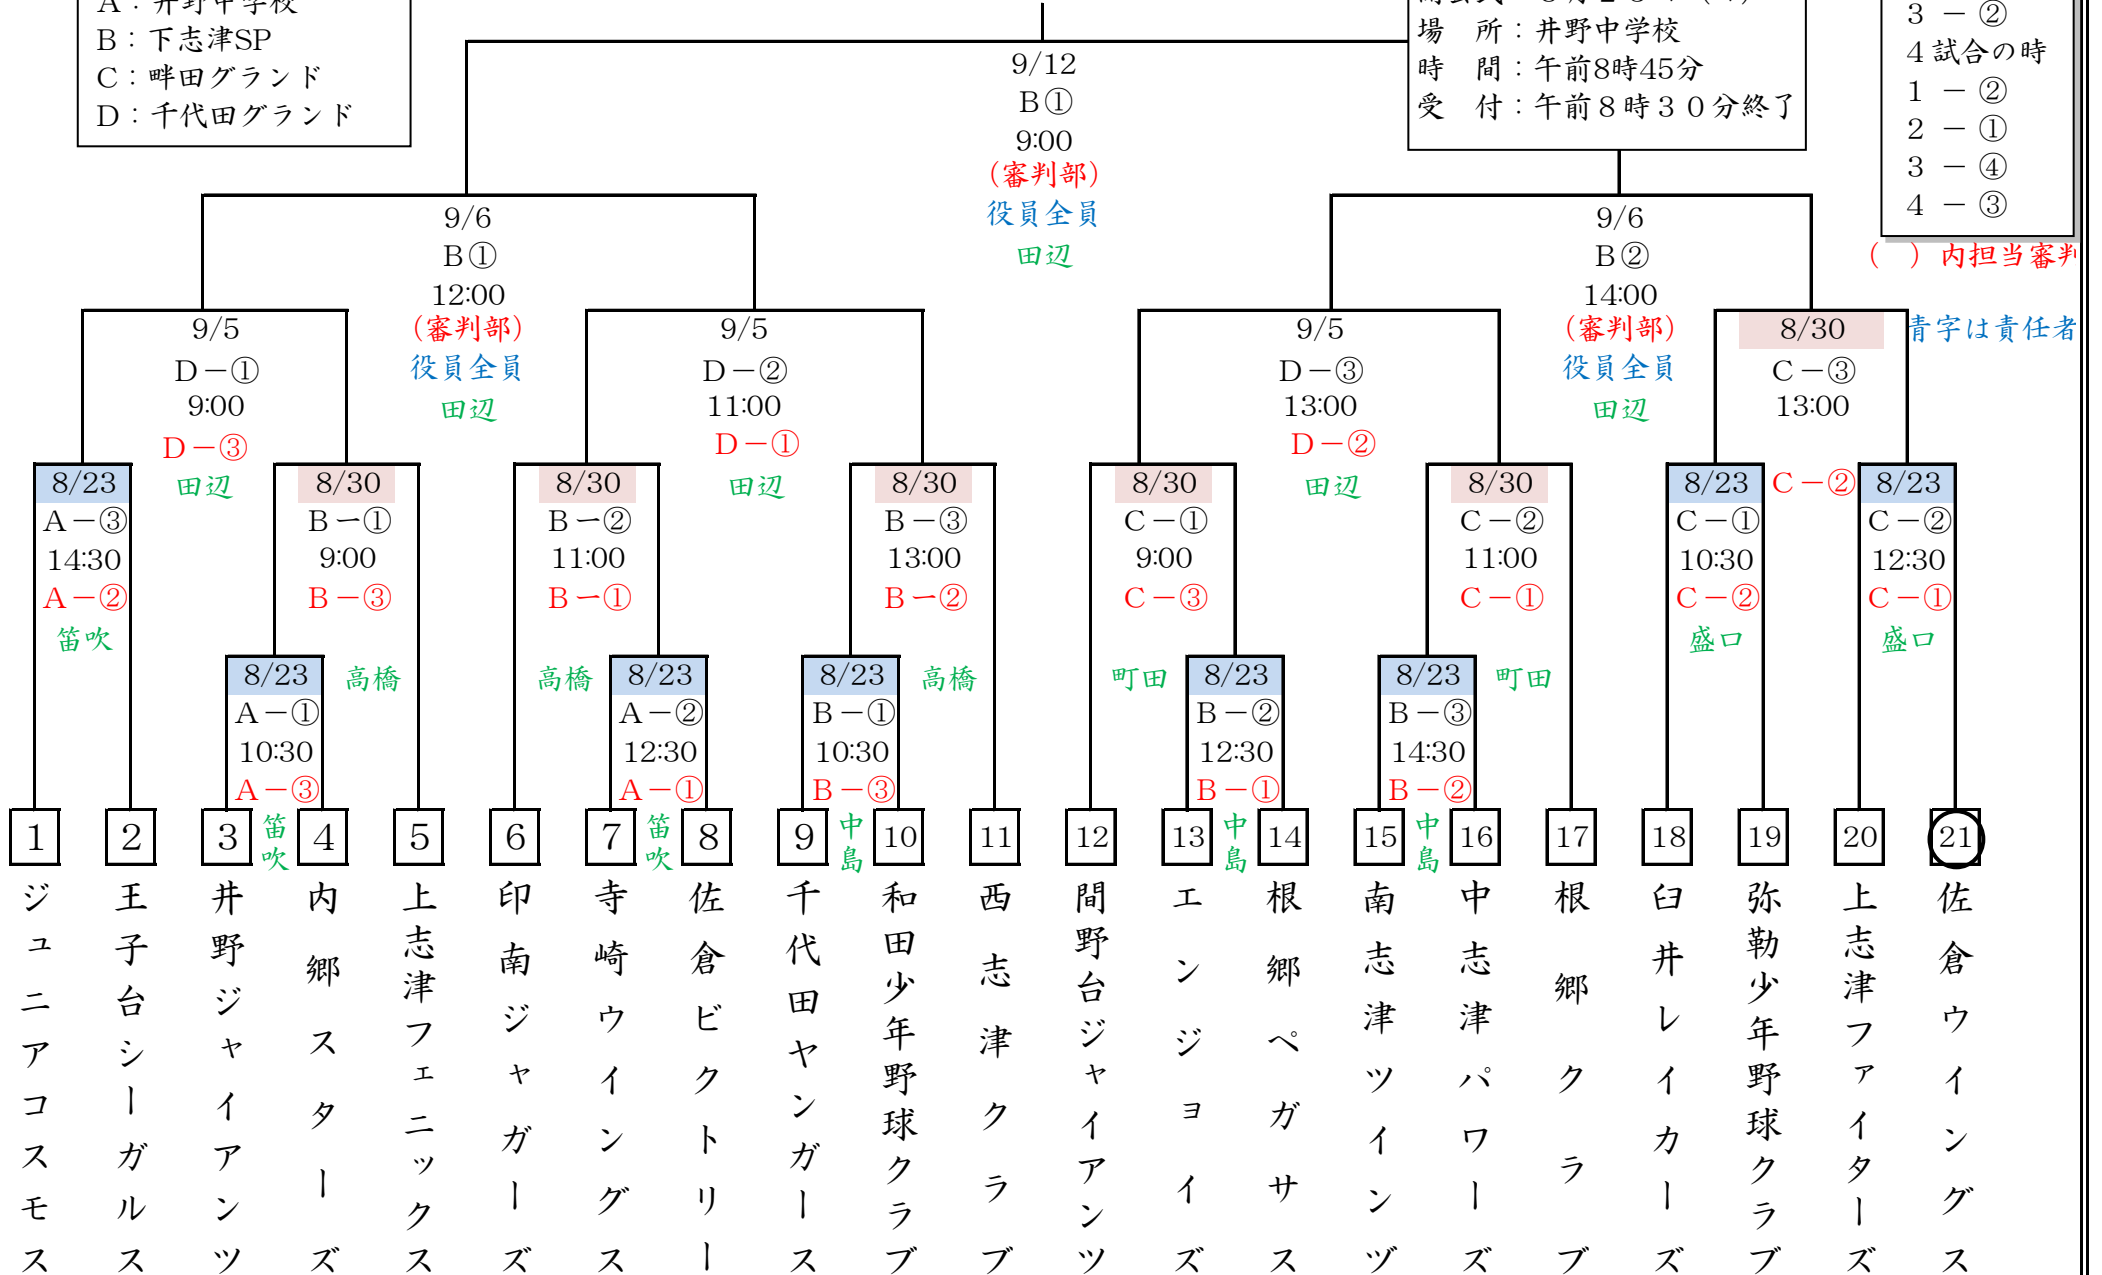 A：井野中学校
B：下志津SP
C：畔田グランド
D：千代田グランド
場　所：井野中学校
時　間：午前8時45分
受　付：午前８時３０分終了
3 － ②
4 試合の時
1 － ②
2 － ①
3 － ④
4 － ③
（　）内担当審判
青字は責任者
9/12
B①
9:00
(審判部)
役員全員
田辺
9/6
B①
12:00
(審判部)
役員全員
田辺
9/6
B②
14:00
(審判部)
役員全員
田辺
9/5
D－①
9:00
D－③
田辺
9/5
D－②
11:00
D－①
田辺
9/5
D－③
13:00
D－②
田辺
8/30
C－③
13:00
C－②
8/23
A－③
14:30
A－②
笛吹
8/30
B－①
9:00
B－③
高橋
8/30
B－②
11:00
B－①
高橋
8/30
B－③
13:00
B－②
高橋
8/30
C－①
9:00
C－③
町田
8/30
C－②
11:00
C－①
町田
8/23
C－①
10:30
C－②
盛口
8/23
C－②
12:30
C－①
盛口
8/23
A－①
10:30
A－③
笛吹
8/23
A－②
12:30
A－①
笛吹
8/23
B－①
10:30
B－③
中島
8/23
B－②
12:30
B－①
中島
8/23
B－③
14:30
B－②
中島
1 ジュニアコスモス
2 王子台シーガルス
3 井野ジャイアンツ
4 内郷スターズ
5 上志津フェニックス
6 印南ジャガーズ
7 寺崎ウイングス
8 佐倉ビクトリー
9 千代田ヤンガース
10 和田少年野球クラブ
11 西志津クラブ
12 間野台ジャイアンツ
13 エンジョイズ
14 根郷ペガサス
15 南志津ツインヅ
16 中志津パワーズ
17 根郷クラブ
18 臼井レイカーズ
19 弥勒少年野球クラブ
20 上志津ファイターズ
21 佐倉ウイングス